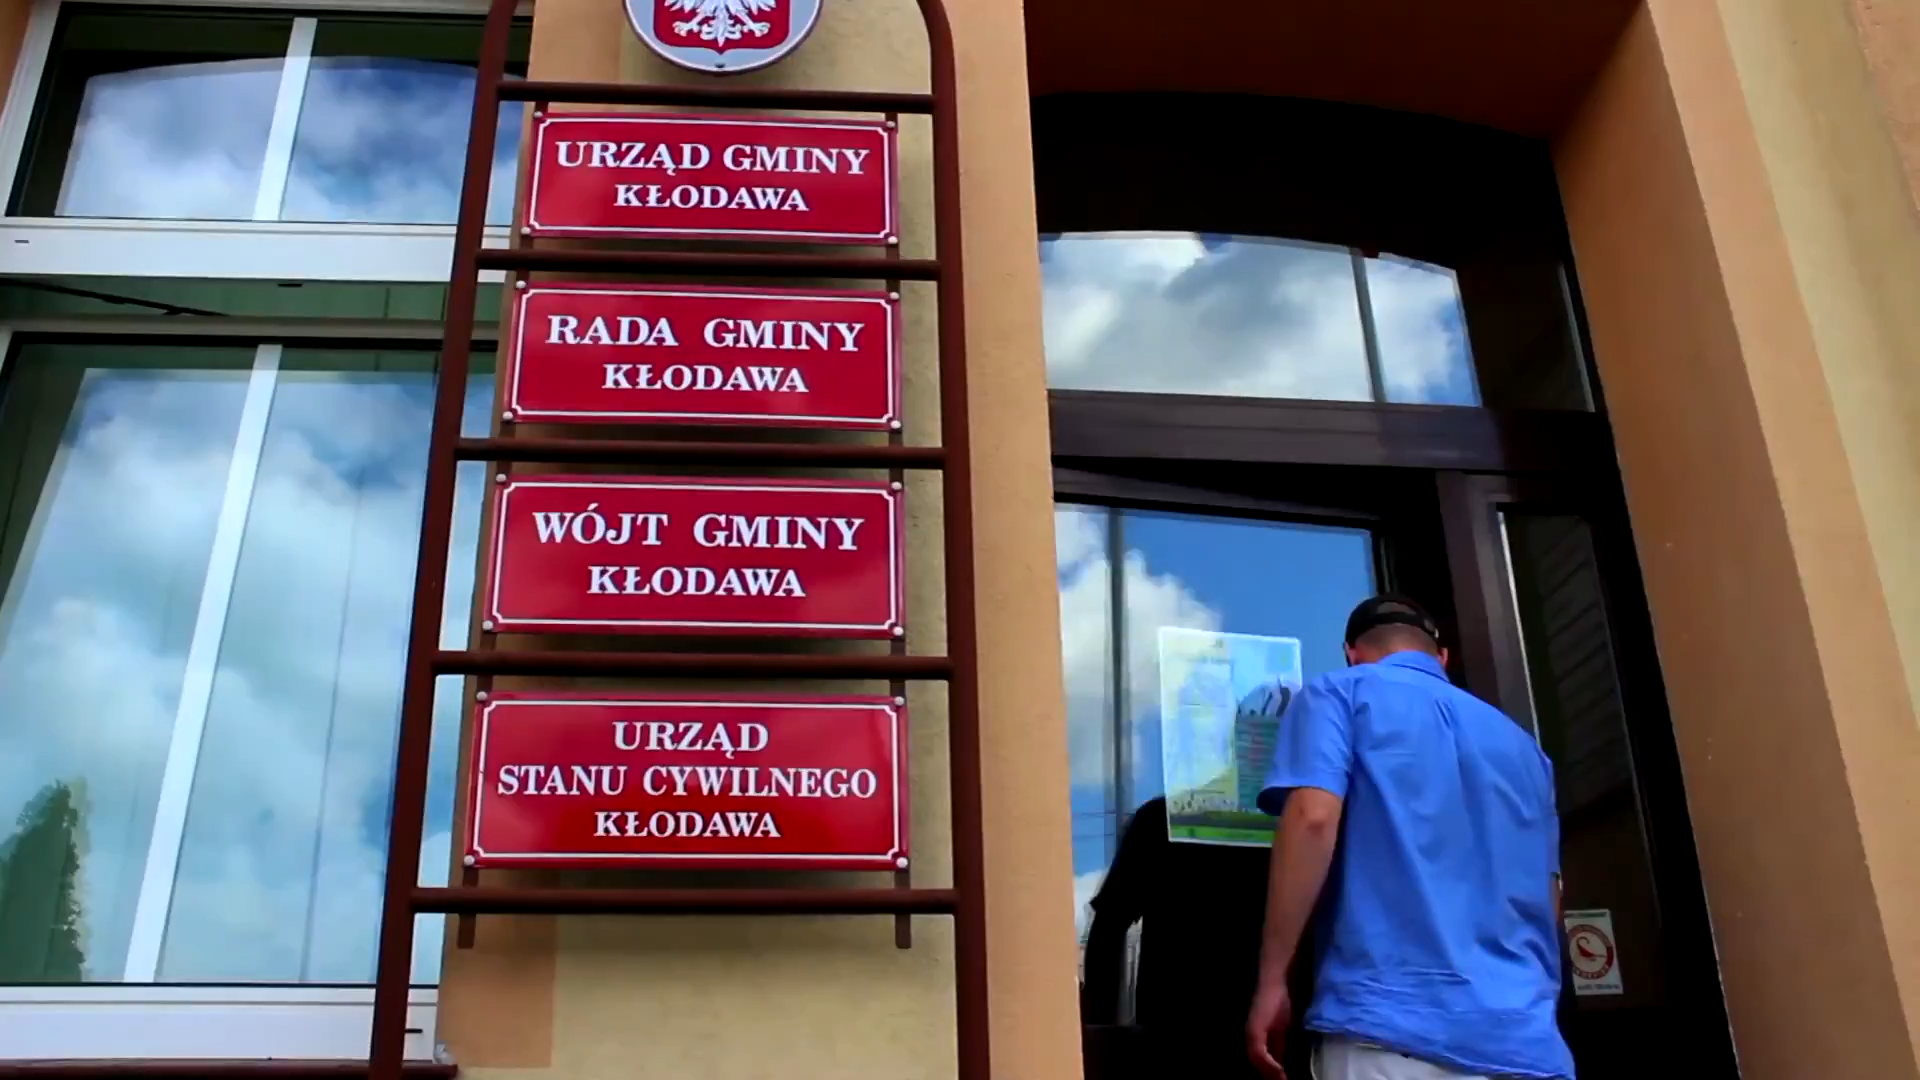 URZĄD GMINY
KŁODAWA
RADA GMINY
KŁODAWA
WÓJT GMINY
KŁODAWA
URZĄD
STANU CYWILNEGO
KŁODAWA